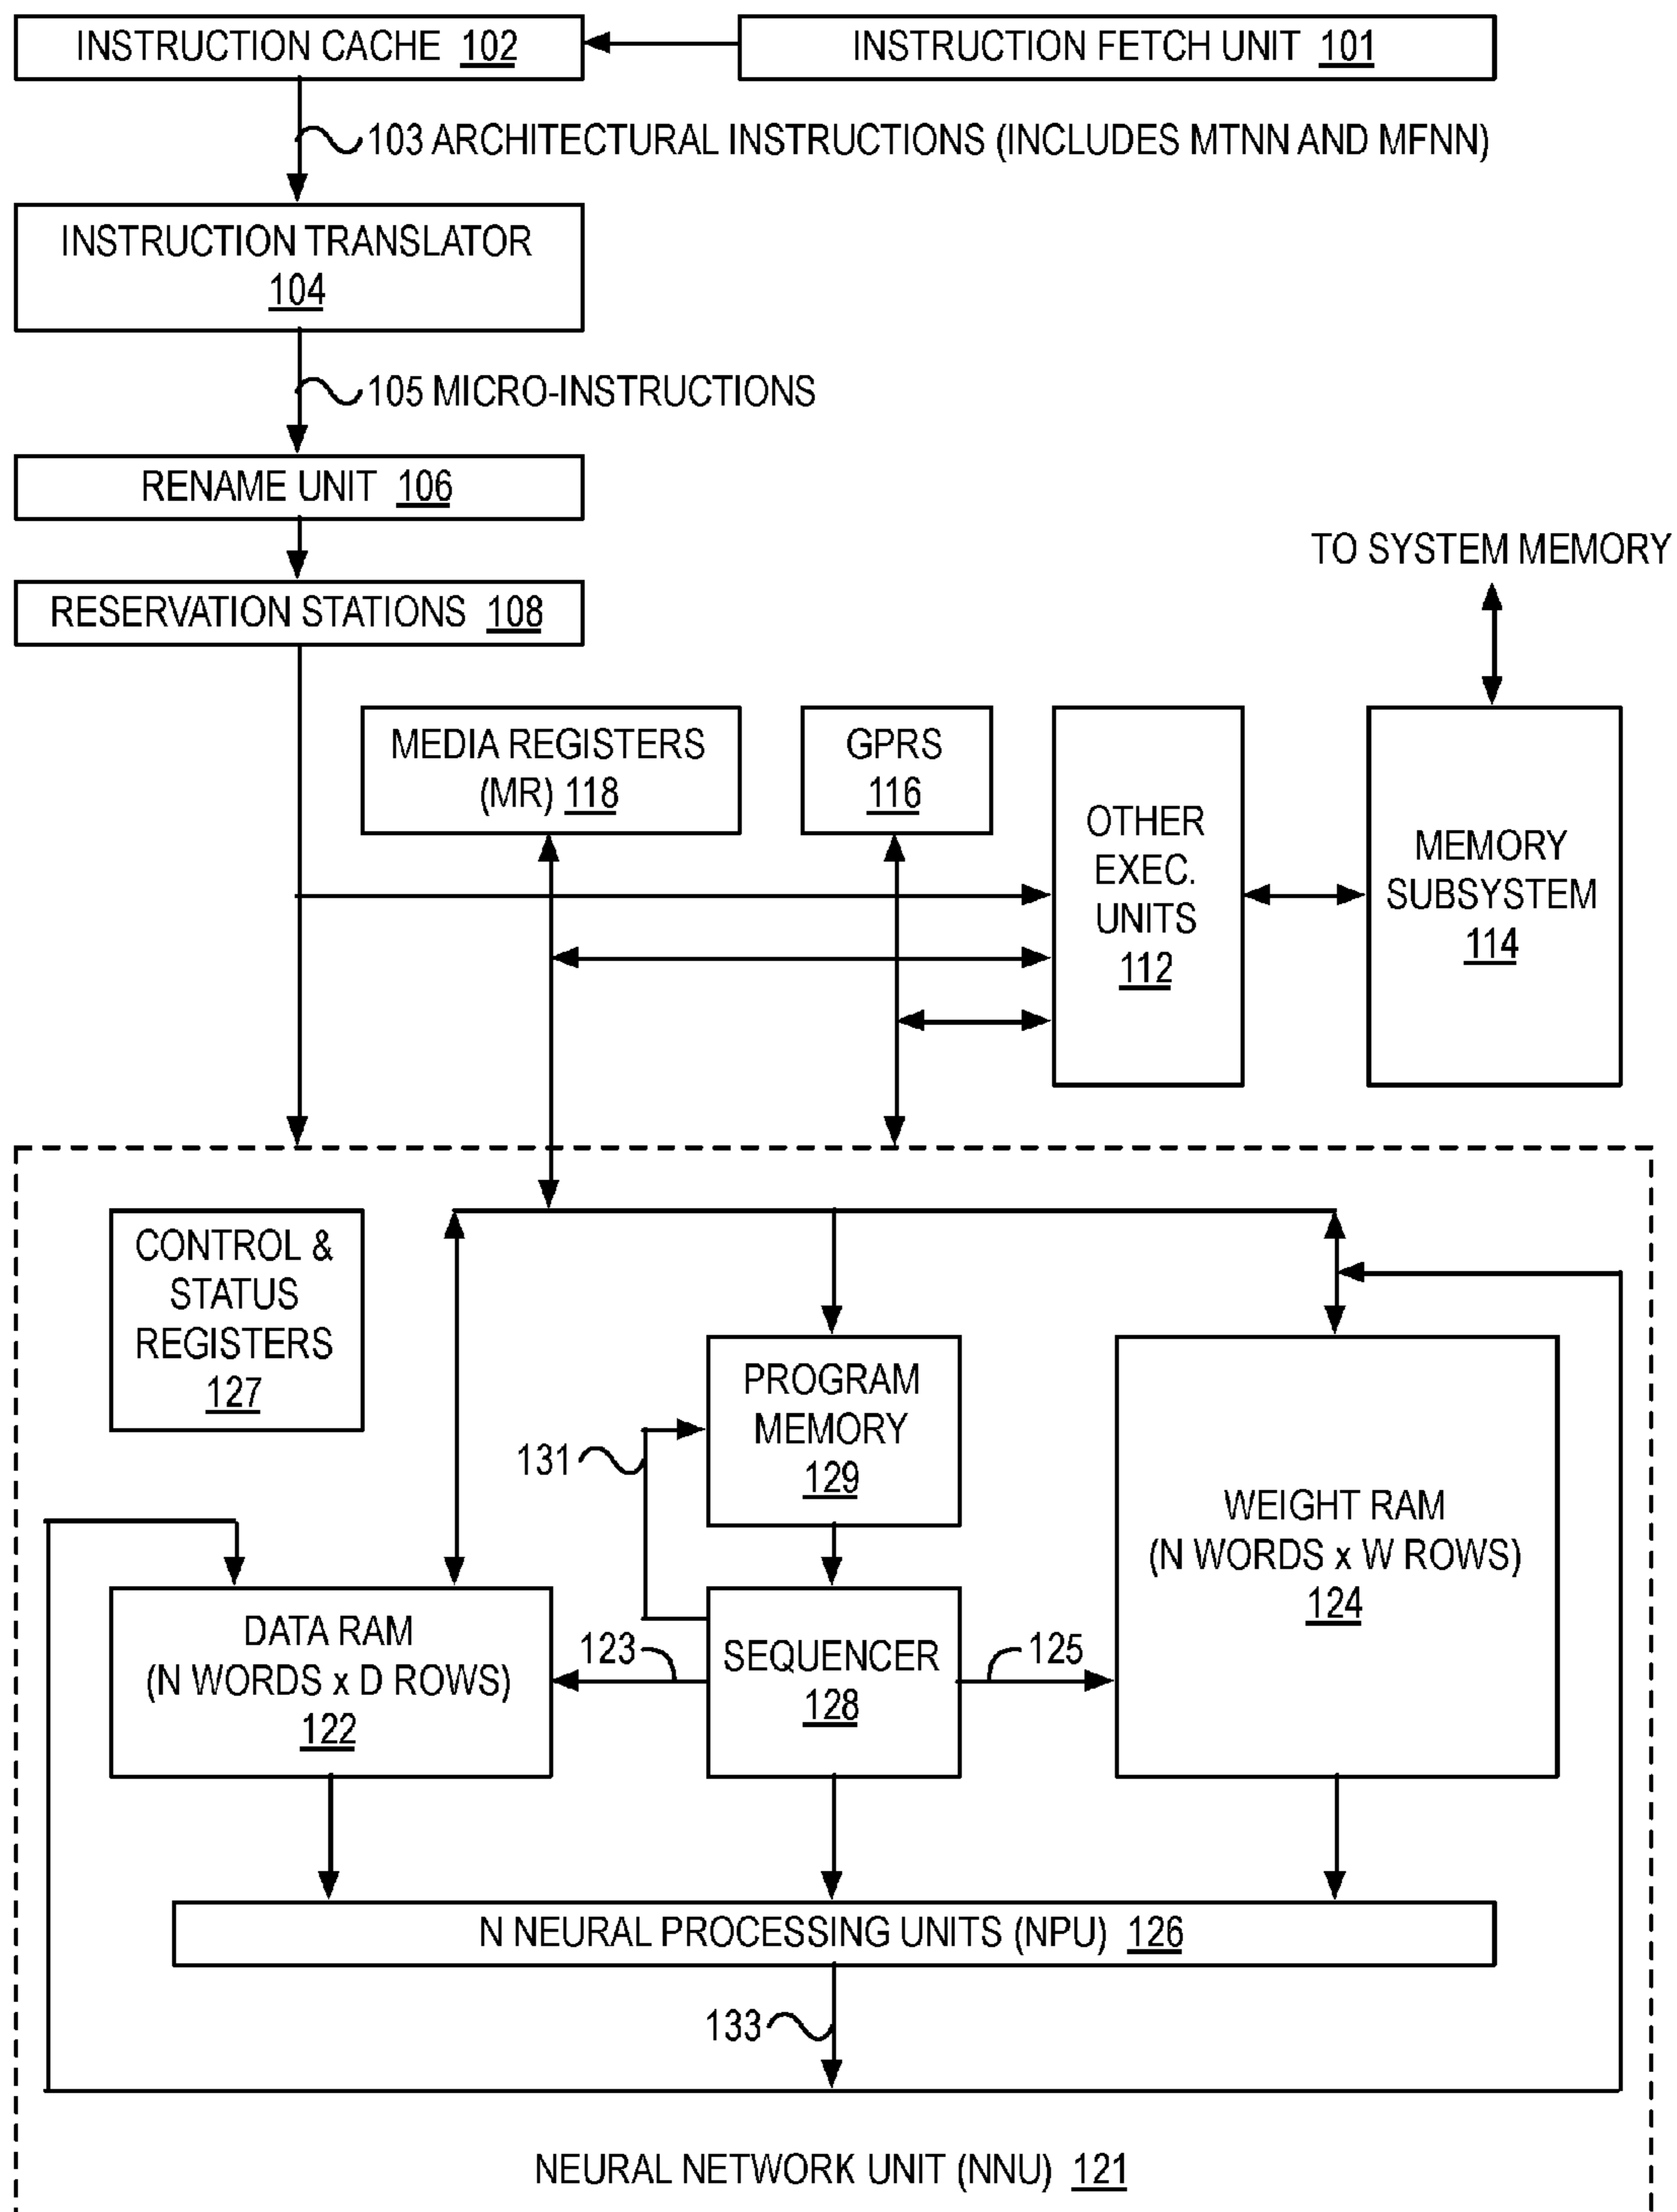 INSTRUCTION CACHE 102
INSTRUCTION FETCH UNIT 101
103 ARCHITECTURAL INSTRUCTIONS (INCLUDES MTNN AND MFNN)
INSTRUCTION TRANSLATOR
104
105 MICRO-INSTRUCTIONS
RENAME UNIT 106
TO SYSTEM MEMORY
RESERVATION STATIONS 108
MEDIA REGISTERS
(MR) 118
GPRS
116
OTHER
EXEC.
UNITS
112
MEMORY
SUBSYSTEM
114
CONTROL &
STATUS
REGISTERS
127
PROGRAM
MEMORY
129
131
WEIGHT RAM
(N WORDS x W ROWS)
124
DATA RAM
(N WORDS x D ROWS)
122
123
SEQUENCER
128
125
N NEURAL PROCESSING UNITS (NPU) 126
133
NEURAL NETWORK UNIT (NNU) 121